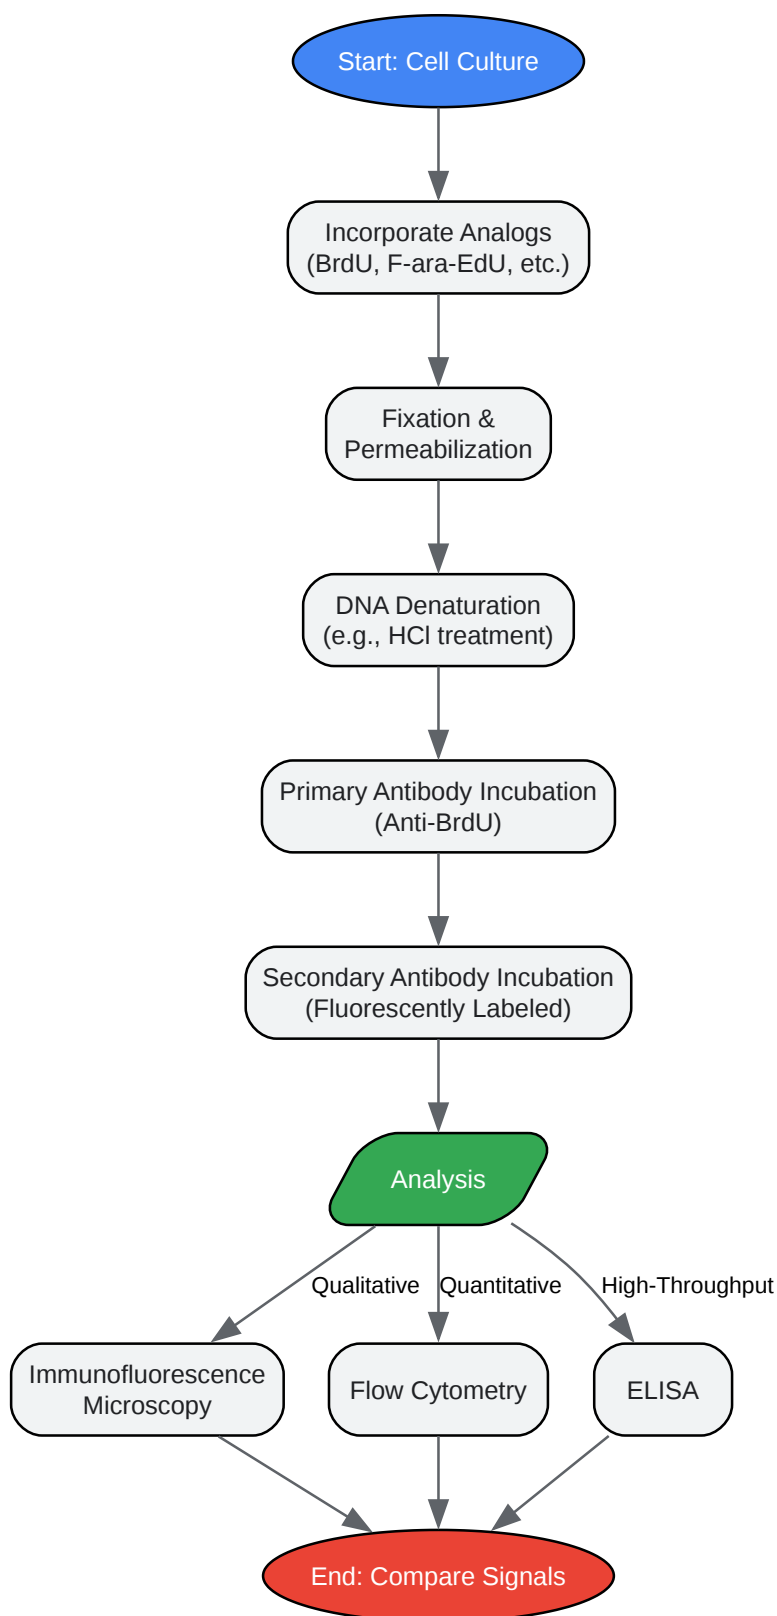 Start: Cell Culture
Incorporate Analogs
(BrdU, F-ara-EdU, etc.)
Fixation &
Permeabilization
DNA Denaturation
(e.g., HCl treatment)
Primary Antibody Incubation
(Anti-BrdU)
Secondary Antibody Incubation
(Fluorescently Labeled)
Analysis
Qualitative
Quantitative
High-Throughput
Immunofluorescence
Microscopy
Flow Cytometry
ELISA
End: Compare Signals